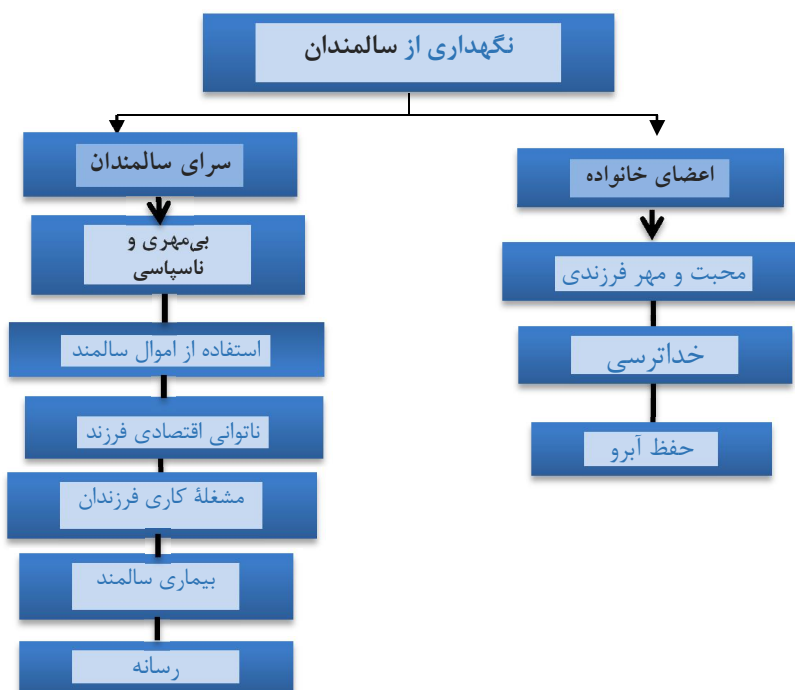 نگهداری از سالمندان
اعضای خانواده
محبت و مهر فرزندی
خداترسی
حفظ آبرو
سرای سالمندان
بی‌مهری و
ناسپاسی
استفاده از اموال سالمند
ناتوانی اقتصادی فرزند
مشغلۀ کاری فرزندان
بیماری سالمند
رسانه